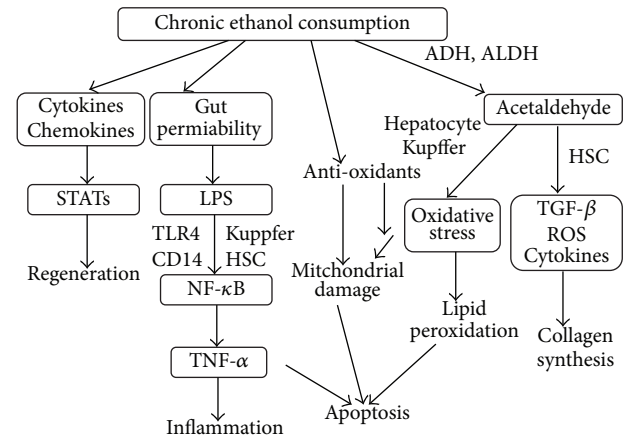 Chronic ethanol consumption
ADH, ALDH
Cytokines
Chemokines
Gut
permiability
Acetaldehyde
Hepatocyte
Kupffer
HSC
Anti-oxidants
STATs
LPS
Oxidative
stress
TGF-β
ROS
Cytokines
TLR4
CD14
Kuppfer
HSC
Regeneration
Mitchondrial
damage
NF-κB
Lipid
peroxidation
Collagen
synthesis
TNF-α
Inflammation
Apoptosis